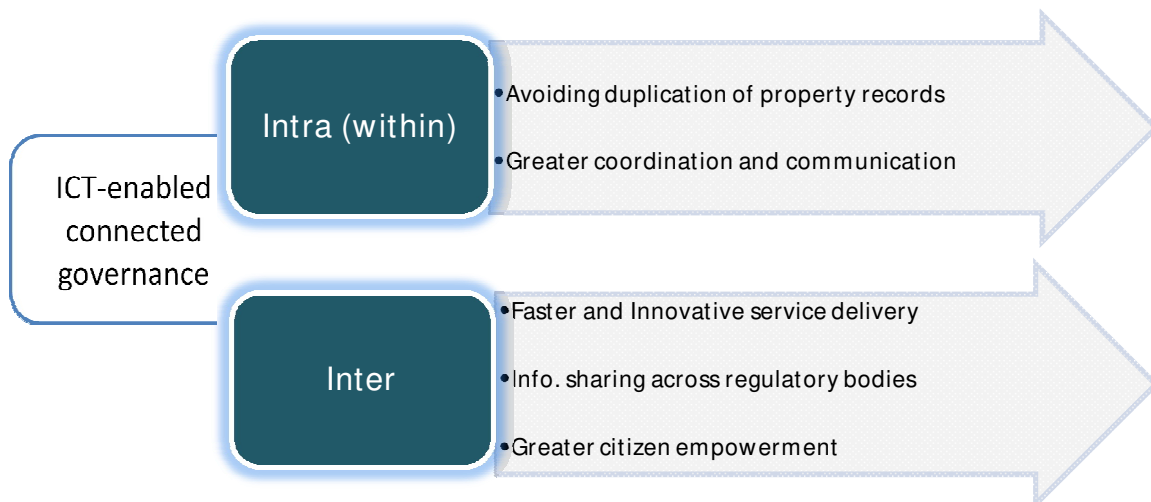 ICT-enabled
connected
governance
Intra (within)
•Avoiding duplication of property records
•Greater coordination and communication
Inter
•Faster and Innovative service delivery
•Info. sharing across regulatory bodies
•Greater citizen empowerment